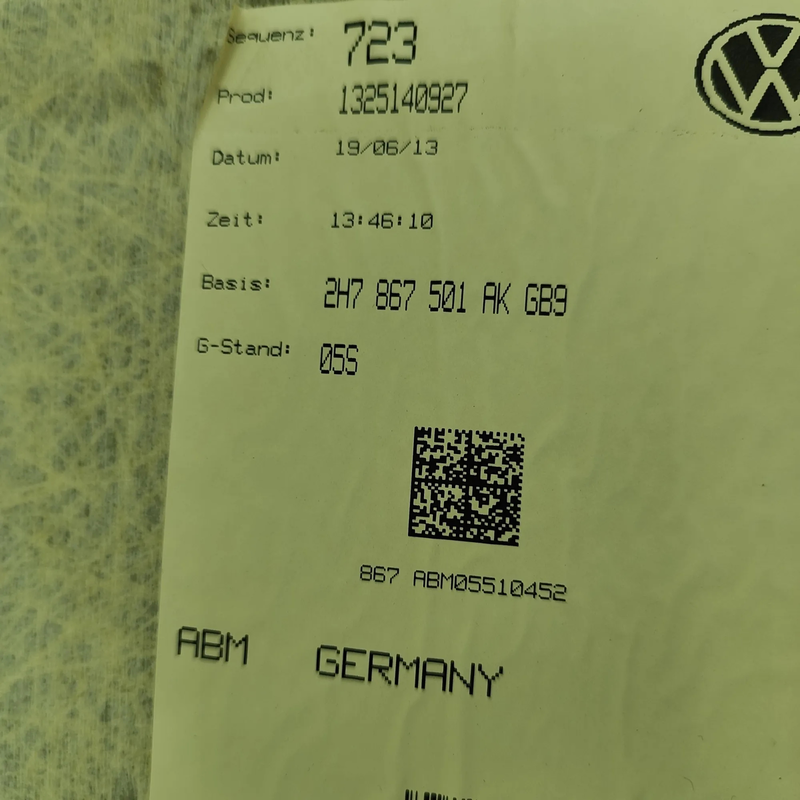 Sequenz: 723
Prod: 1325140927
Datum: 19/06/13
Zeit: 13:46:10
Basis: 2H7 867 501 AK GB9
G-Stand: 05S
867 ABM05510452
ABM GERMANY